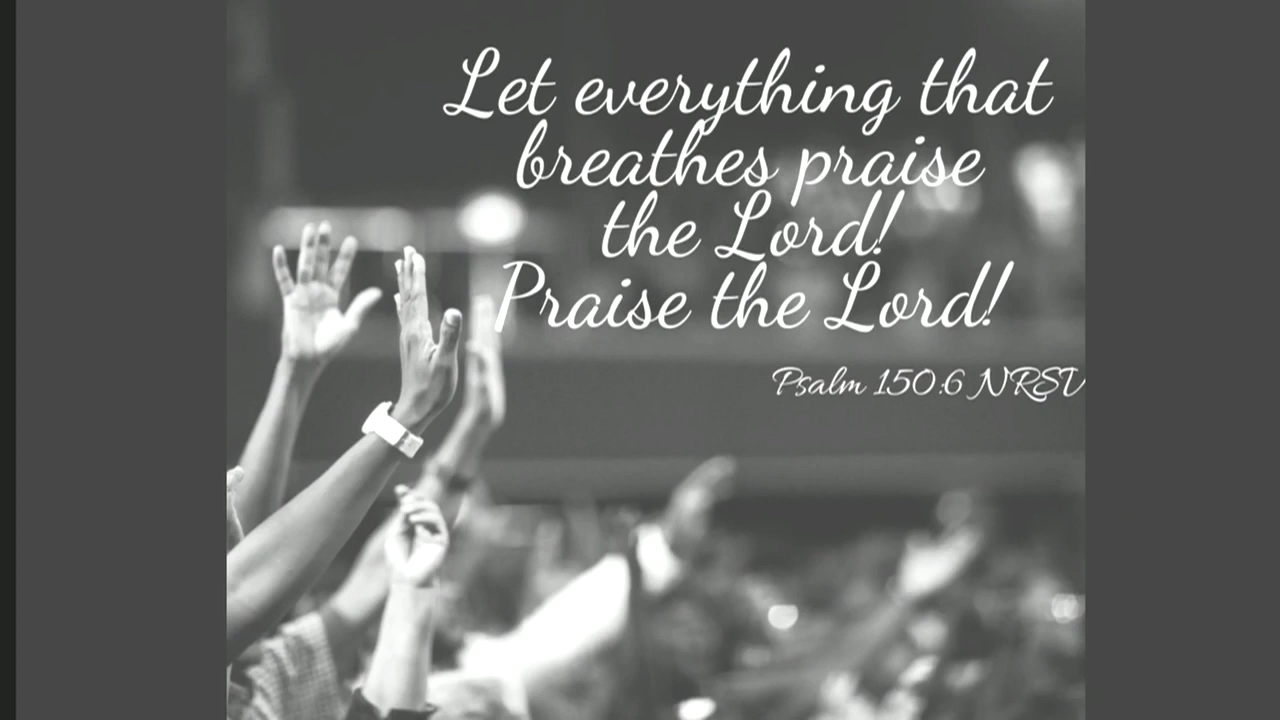 Let everything that
breathes praise
the Lord!
Praise the Lord!
Psalm 150:6 NRSV